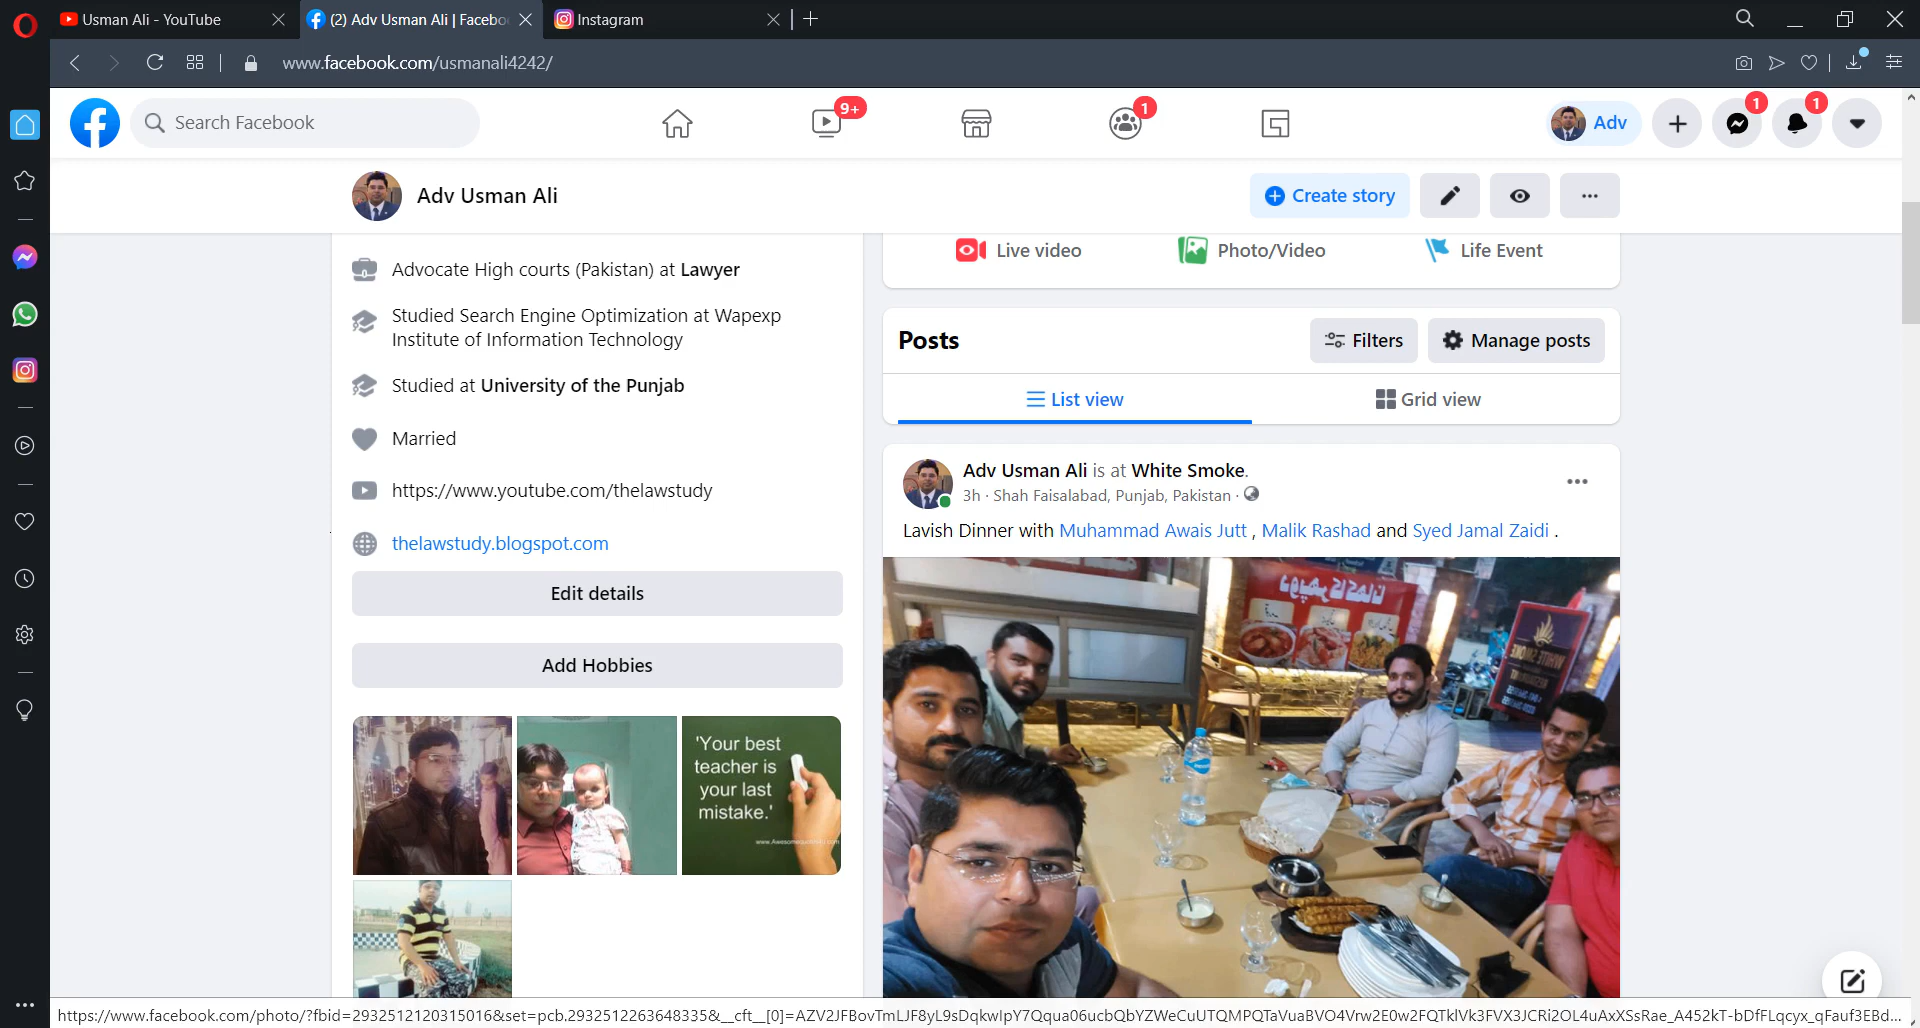 Usman Ali - YouTube
(2) Adv Usman Ali | Facebo
Instagram
www.facebook.com/usmanali4242/
Search Facebook
9+
1
Adv
1
1
Adv Usman Ali
Create story
Advocate High courts (Pakistan) at Lawyer
Studied Search Engine Optimization at Wapexp
Institute of Information Technology
Studied at University of the Punjab
Married
https://www.youtube.com/thelawstudy
thelawstudy.blogspot.com
Edit details
Add Hobbies
'Your best
teacher is
your last
mistake.'
Live video
Photo/Video
Life Event
Posts
Filters
Manage posts
List view
Grid view
Adv Usman Ali is at White Smoke.
3h · Shah Faisalabad, Punjab, Pakistan ·
Lavish Dinner with Muhammad Awais Jutt , Malik Rashad and Syed Jamal Zaidi .
دوپہر کا کھانا
WHITE SMOKE
https://www.facebook.com/photo/?fbid=2932512120315016&set=pcb.2932512263648335&__cft__[0]=AZV2JFBovTmLJF8yL9sDqkwIpY7Qqua06ucbQbYZWeCuUTQMPQTaVuaBVO4Vrw2E0w2FQTklVk3FVX3JCRi2OL4uAxXSsRae_A452kT-bDfFLqcyx_qFauf3EBd...